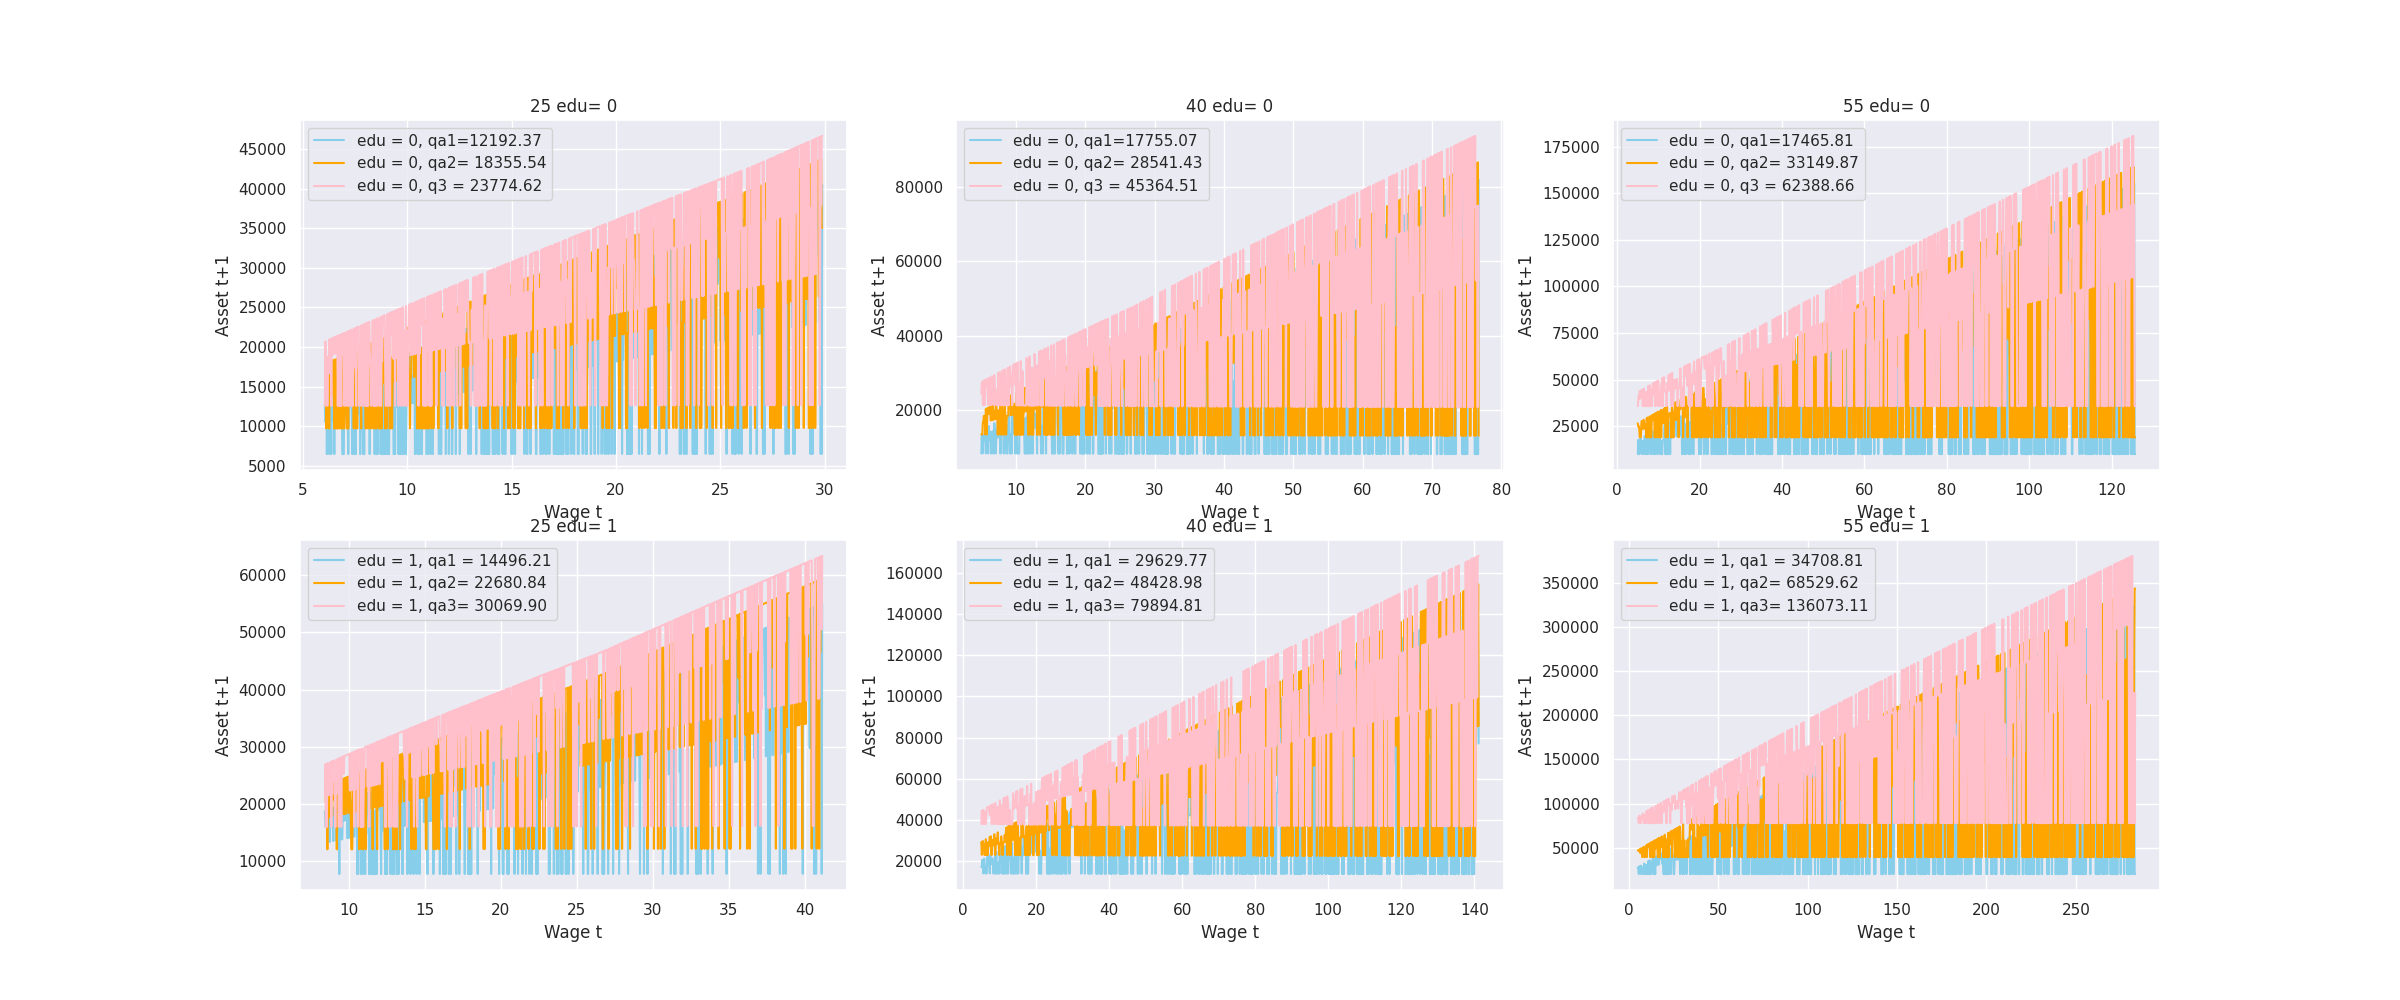 25 edu= 0
edu = 0, qa1=12192.37
edu = 0, qa2= 18355.54
edu = 0, q3 = 23774.62
45000
40000
35000
30000
25000
20000
15000
10000
5000
Asset t+1
5 10 15 20 25 30
Wage t
40 edu= 0
edu = 0, qa1=17755.07
edu = 0, qa2= 28541.43
edu = 0, q3 = 45364.51
80000
60000
40000
20000
Asset t+1
10 20 30 40 50 60 70 80
Wage t
55 edu= 0
edu = 0, qa1=17465.81
edu = 0, qa2= 33149.87
edu = 0, q3 = 62388.66
175000
150000
125000
100000
75000
50000
25000
Asset t+1
0 20 40 60 80 100 120
Wage t
25 edu= 1
edu = 1, qa1 = 14496.21
edu = 1, qa2= 22680.84
edu = 1, qa3= 30069.90
60000
50000
40000
30000
20000
10000
Asset t+1
10 15 20 25 30 35 40
Wage t
40 edu= 1
edu = 1, qa1 = 29629.77
edu = 1, qa2= 48428.98
edu = 1, qa3= 79894.81
160000
140000
120000
100000
80000
60000
40000
20000
Asset t+1
0 20 40 60 80 100 120 140
Wage t
55 edu= 1
edu = 1, qa1 = 34708.81
edu = 1, qa2= 68529.62
edu = 1, qa3= 136073.11
350000
300000
250000
200000
150000
100000
50000
Asset t+1
0 50 100 150 200 250
Wage t